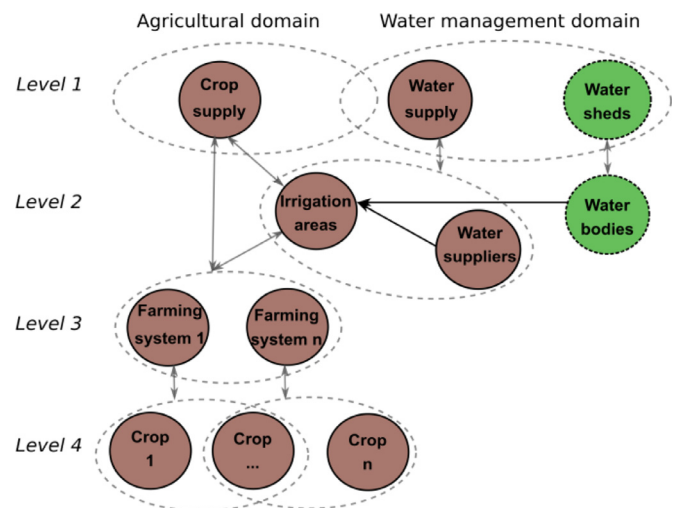 Agricultural domain
Water management domain
Level 1
Crop
supply
Water
supply
Water
sheds
Level 2
Irrigation
areas
Water
suppliers
Water
bodies
Level 3
Farming
system 1
Farming
system n
Level 4
Crop
1
Crop
...
Crop
n